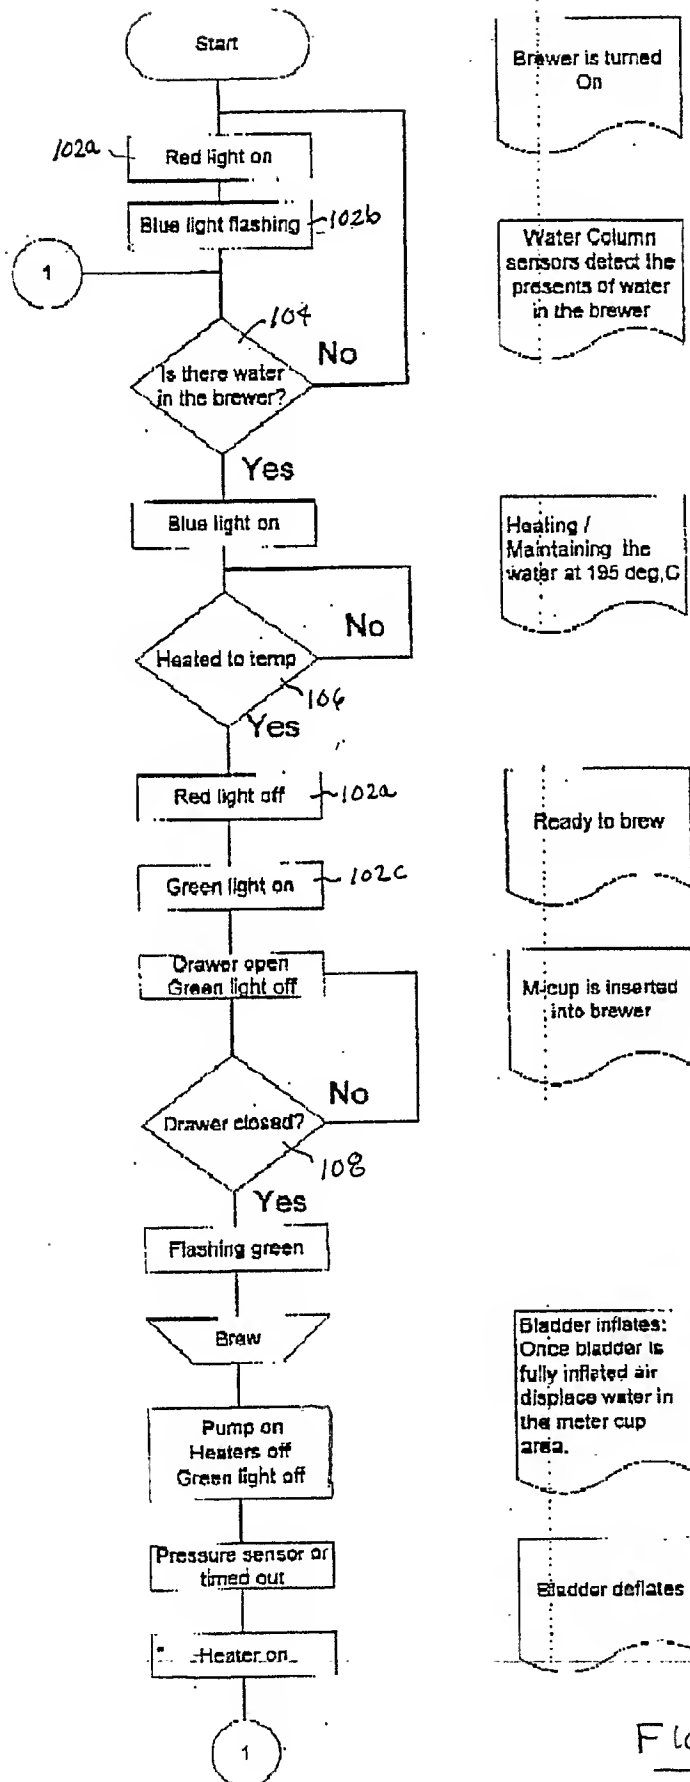 Start
Brewer is turned
On
102a
Red light on
Blue light flashing
102b
1
Water Column
sensors detect the
presents of water
in the brewer
104
No
Is there water
in the brewer?
Yes
Blue light on
Heating /
Maintaining the
water at 195 deg,C
No
Heated to temp
106
Yes
Red light off
102a
Ready to brew
Green light on
102c
Drawer open
Green light off
M-cup is inserted
into brewer
No
Drawer closed?
108
Yes
Flashing green
Brew
Bladder inflates:
Once bladder is
fully inflated air
displace water in
the meter cup
area.
Pump on
Heaters off
Green light off
Pressure sensor or
timed out
Bladder deflates
Heater on
1